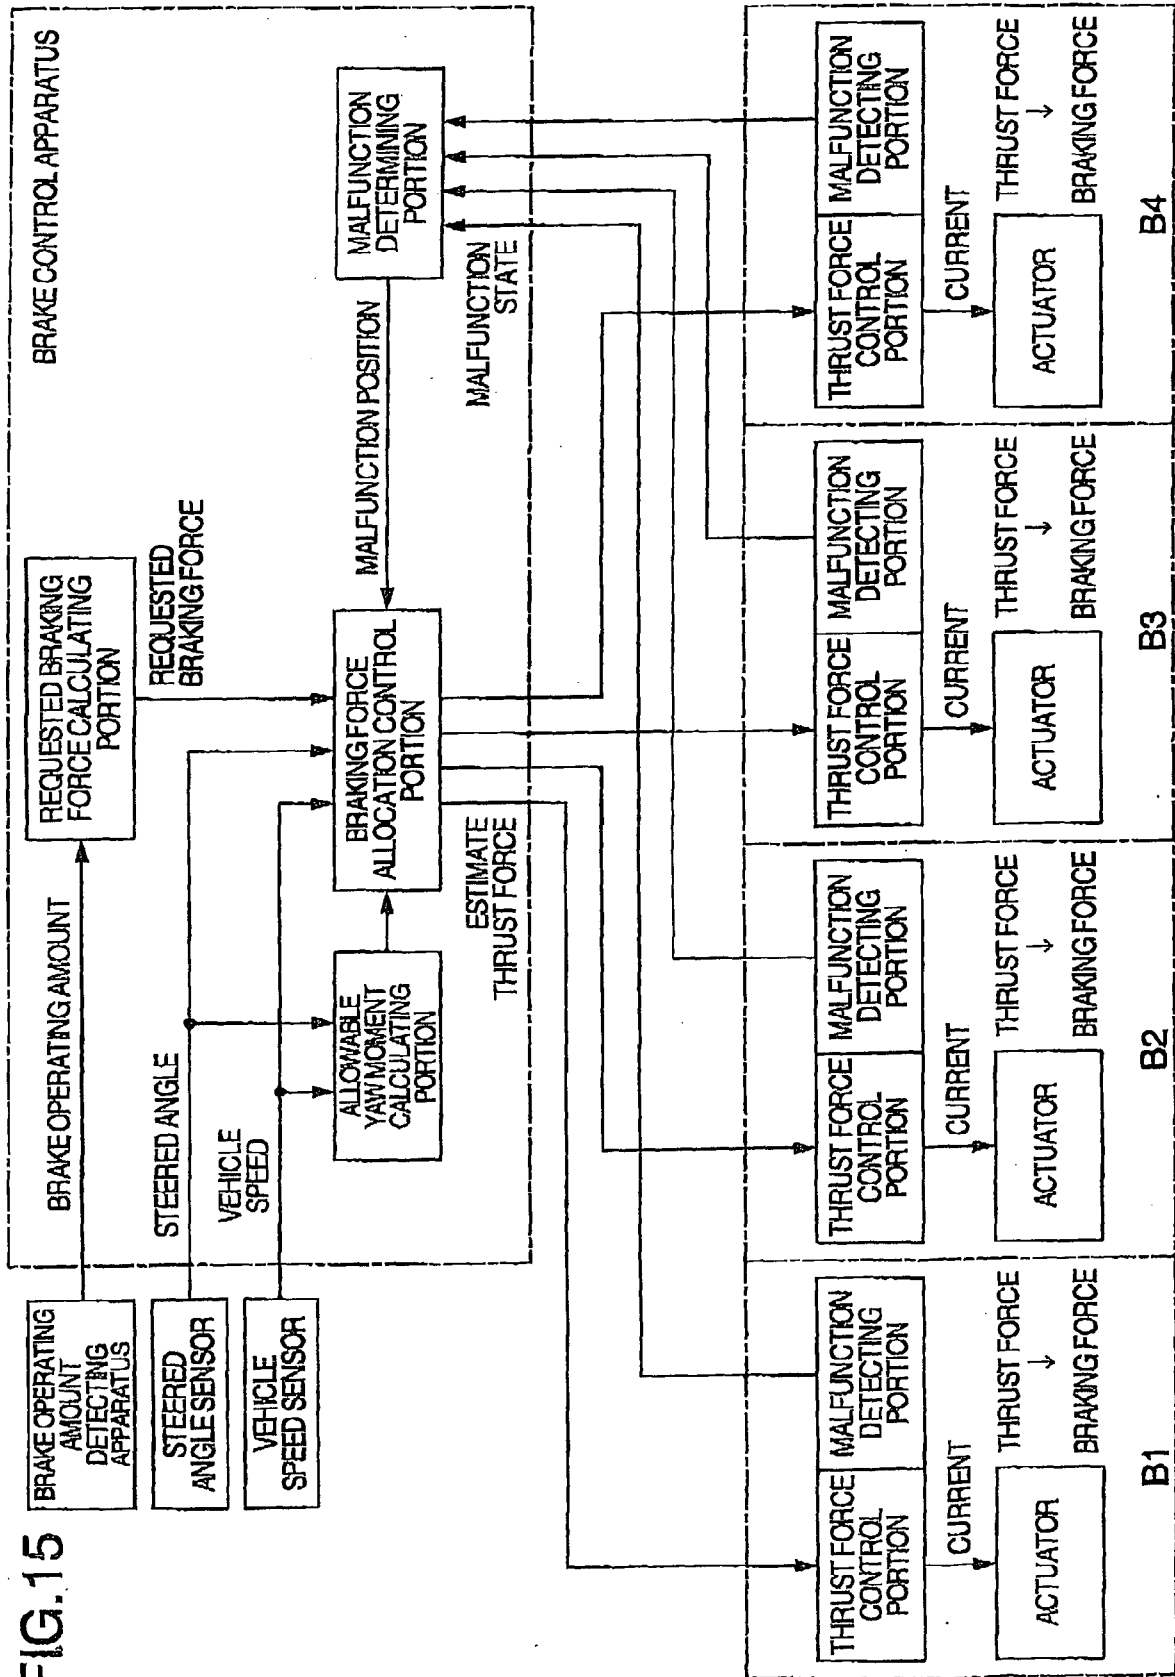 FIG.15
BRAKE OPERATING
AMOUNT
DETECTING
APPARATUS
STEERED
ANGLE SENSOR
VEHICLE
SPEED SENSOR
BRAKE CONTROL APPARATUS
BRAKE OPERATING AMOUNT
STEERED ANGLE
VEHICLE
SPEED
REQUESTED BRAKING
FORCE CALCULATING
PORTION
REQUESTED
BRAKING FORCE
ALLOWABLE
YAW MOMENT
CALCULATING
PORTION
BRAKING FORCE
ALLOCATION CONTROL
PORTION
MALFUNCTION POSITION
MALFUNCTION
DETERMINING
PORTION
ESTIMATE
THRUST FORCE
MALFUNCTION
STATE
THRUST FORCE
CONTROL
PORTION
MALFUNCTION
DETECTING
PORTION
CURRENT
ACTUATOR
THRUST FORCE
↓
BRAKING FORCE
B1
THRUST FORCE
CONTROL
PORTION
MALFUNCTION
DETECTING
PORTION
CURRENT
ACTUATOR
THRUST FORCE
↓
BRAKING FORCE
B2
THRUST FORCE
CONTROL
PORTION
MALFUNCTION
DETECTING
PORTION
CURRENT
ACTUATOR
THRUST FORCE
↓
BRAKING FORCE
B3
THRUST FORCE
CONTROL
PORTION
MALFUNCTION
DETECTING
PORTION
CURRENT
ACTUATOR
THRUST FORCE
↓
BRAKING FORCE
B4